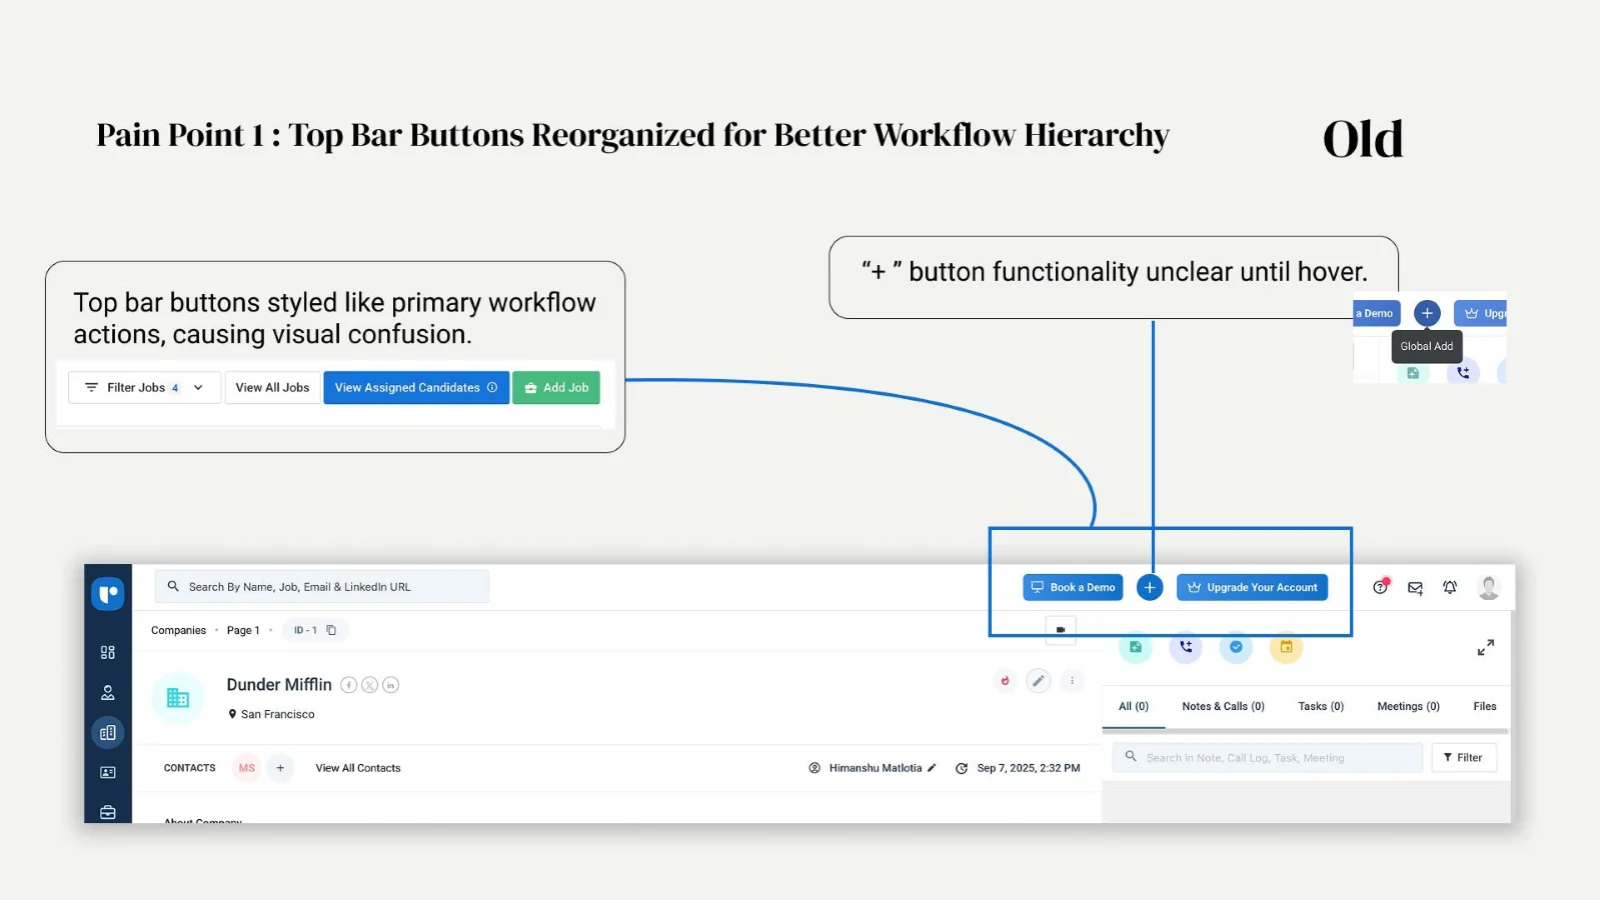 Pain Point 1 : Top Bar Buttons Reorganized for Better Workflow Hierarchy
Old
Top bar buttons styled like primary workflow
actions, causing visual confusion.
Filter Jobs 4
View All Jobs
View Assigned Candidates
Add Job
“+ ” button functionality unclear until hover.
a Demo
Upgr
Global Add
Search By Name, Job, Email & LinkedIn URL
Book a Demo
Upgrade Your Account
Companies • Page 1 • ID - 1
Dunder Mifflin
San Francisco
CONTACTS MS + View All Contacts
Himanshu Matlotia
Sep 7, 2025, 2:32 PM
About Company
All (0)
Notes & Calls (0)
Tasks (0)
Meetings (0)
Files
Search in Note, Call Log, Task, Meeting
Filter